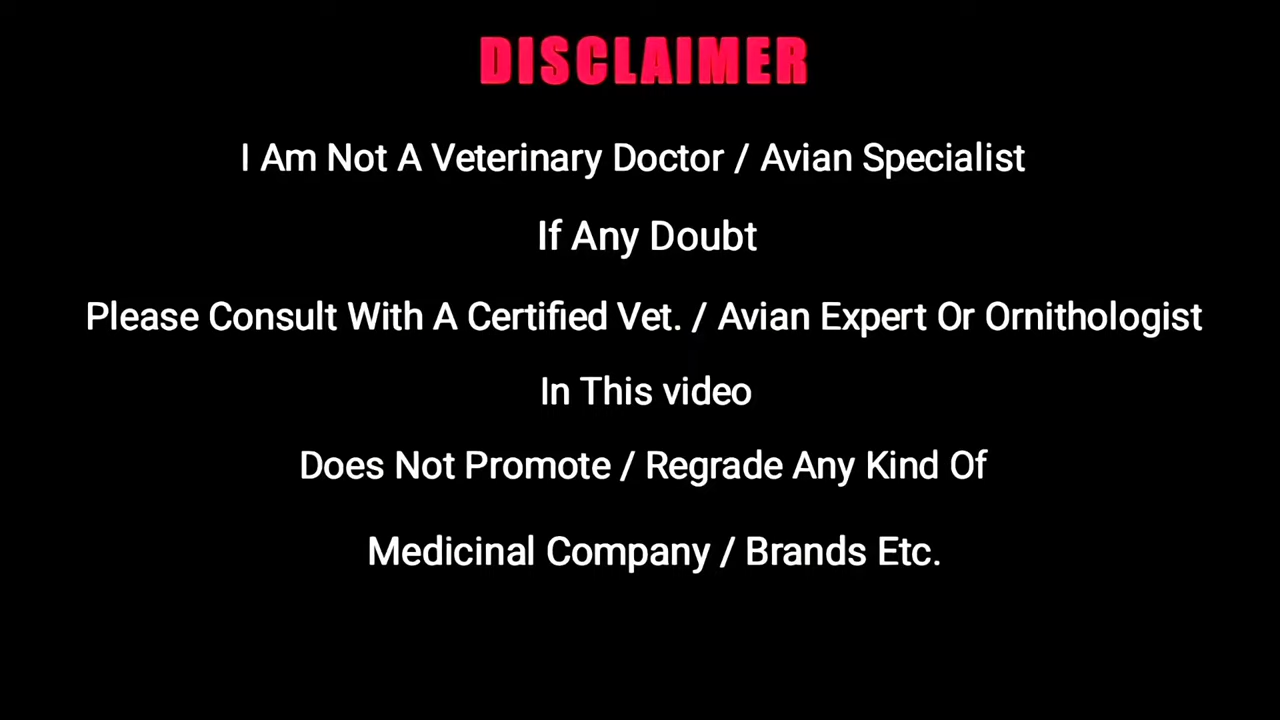 DISCLAIMER
I Am Not A Veterinary Doctor / Avian Specialist
If Any Doubt
Please Consult With A Certified Vet. / Avian Expert Or Ornithologist
In This video
Does Not Promote / Regrade Any Kind Of
Medicinal Company / Brands Etc.